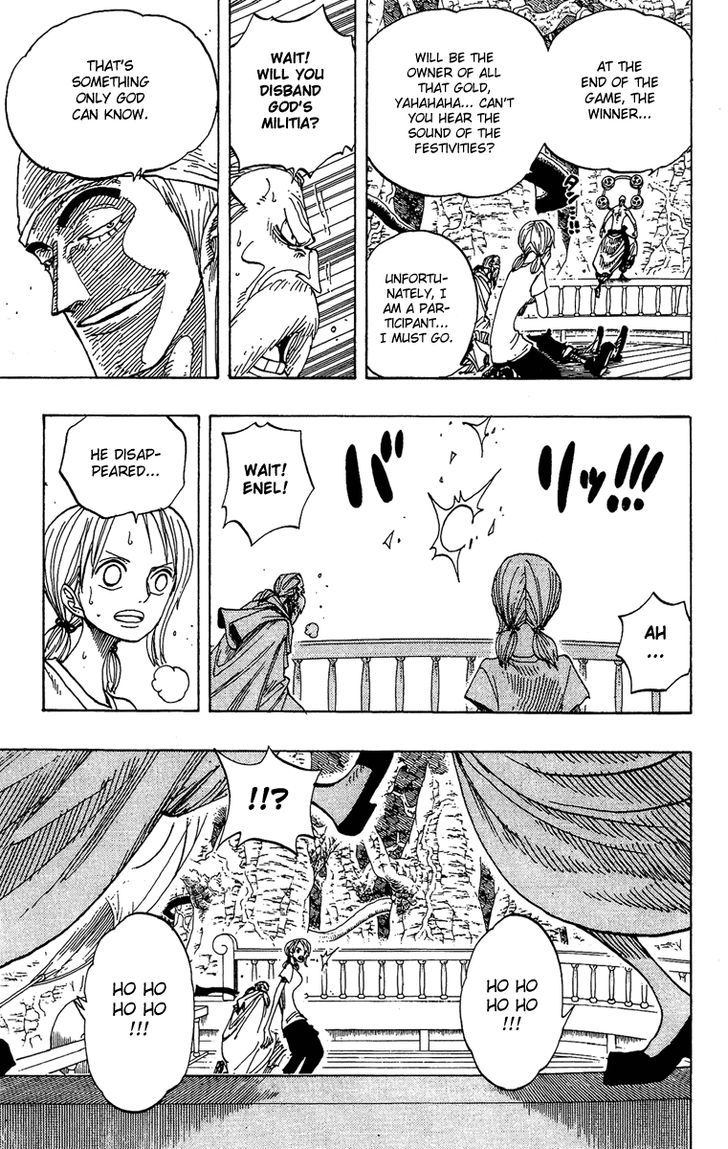 AT THE
END OF THE
GAME, THE
WINNER...
WILL BE THE
OWNER OF ALL
THAT GOLD,
YAHAHAHA... CAN'T
YOU HEAR THE
SOUND OF THE
FESTIVITIES?
UNFORTU-
NATELY, I
AM A PAR-
TICIPANT...
I MUST GO.
WAIT!
WILL YOU
DISBAND
GOD'S
MILITIA?
THAT'S
SOMETHING
ONLY GOD
CAN KNOW.
バリッ!!!
AH
...
WAIT!
ENEL!
HE DISAP-
PEARED...
!!?
HO HO
HO HO
!!!
HO HO
HO HO
!!!